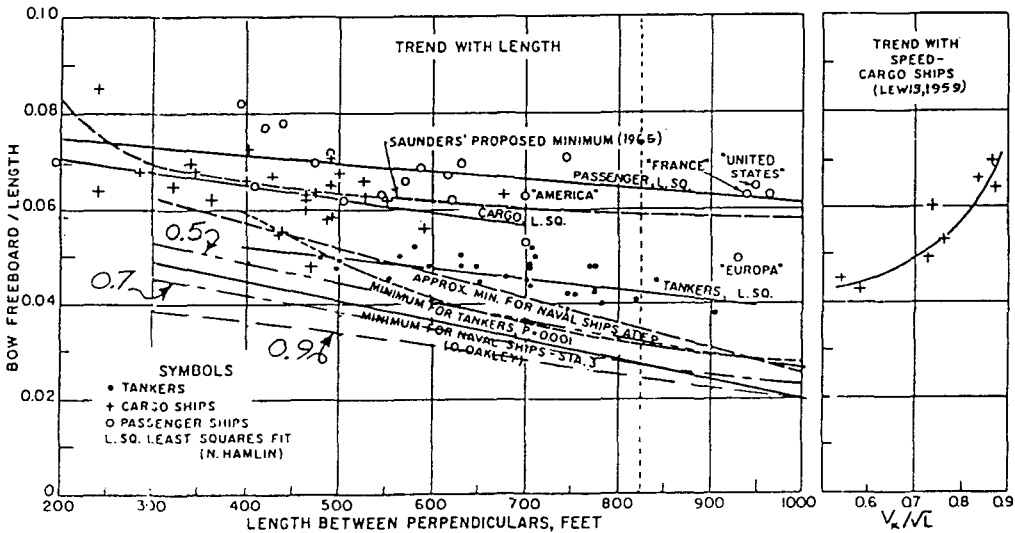 0.10
0.08
0.06
0.04
0.02
0
BOW FREEBOARD / LENGTH
TREND WITH LENGTH
SAUNDERS' PROPOSED MINIMUM (1965)
"FRANCE"
"UNITED
STATES"
PASSENGER, L. SQ.
"AMERICA"
CARGO, L. SQ.
"EUROPA"
TANKERS, L. SQ.
APPROX. MIN. FOR NAVAL SHIPS AT F.P.
MINIMUM FOR TANKERS, P=.0001
MINIMUM FOR NAVAL SHIPS - STA. 3
(O. OAKLEY)
0.5
0.7
0.9
SYMBOLS
• TANKERS
+ CARGO SHIPS
O PASSENGER SHIPS
L. SQ. LEAST SQUARES FIT
(N. HAMLIN)
200 300 400 500 600 700 800 900 1000
LENGTH BETWEEN PERPENDICULARS, FEET
TREND WITH
SPEED-
CARGO SHIPS
(LEWIS, 1959)
0.6 0.7 0.8 0.9
Vκ/√L